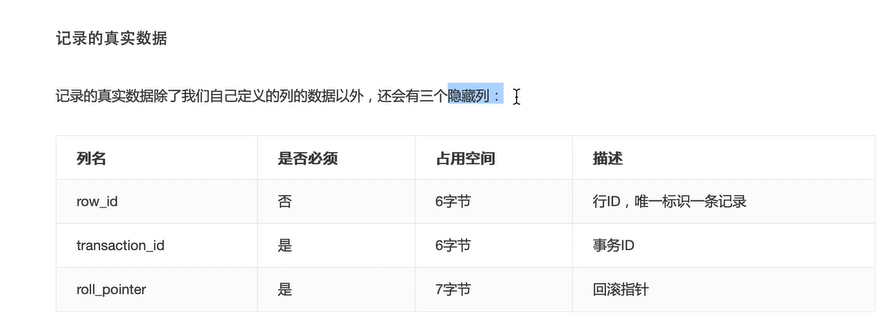 记录的真实数据
记录的真实数据除了我们自己定义的列的数据以外，还会有三个隐藏列：
列名 是否必须 占用空间 描述
row_id 否 6字节 行ID，唯一标识一条记录
transaction_id 是 6字节 事务ID
roll_pointer 是 7字节 回滚指针